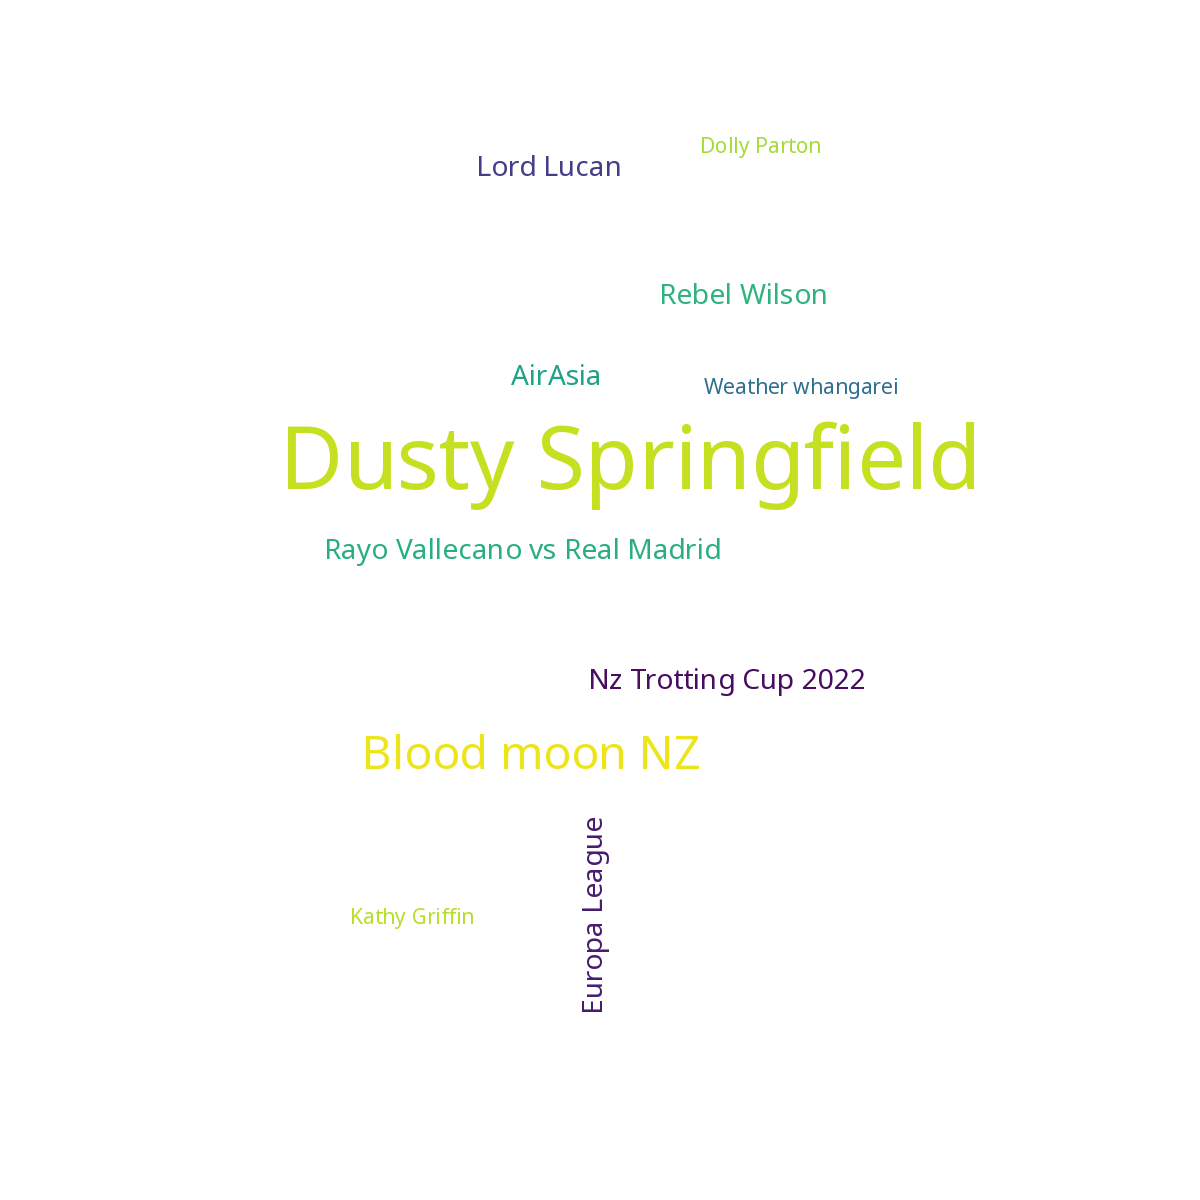 Dolly Parton
Lord Lucan
Rebel Wilson
AirAsia
Weather whangarei
Dusty Springfield
Rayo Vallecano vs Real Madrid
Nz Trotting Cup 2022
Blood moon NZ
Europa League
Kathy Griffin